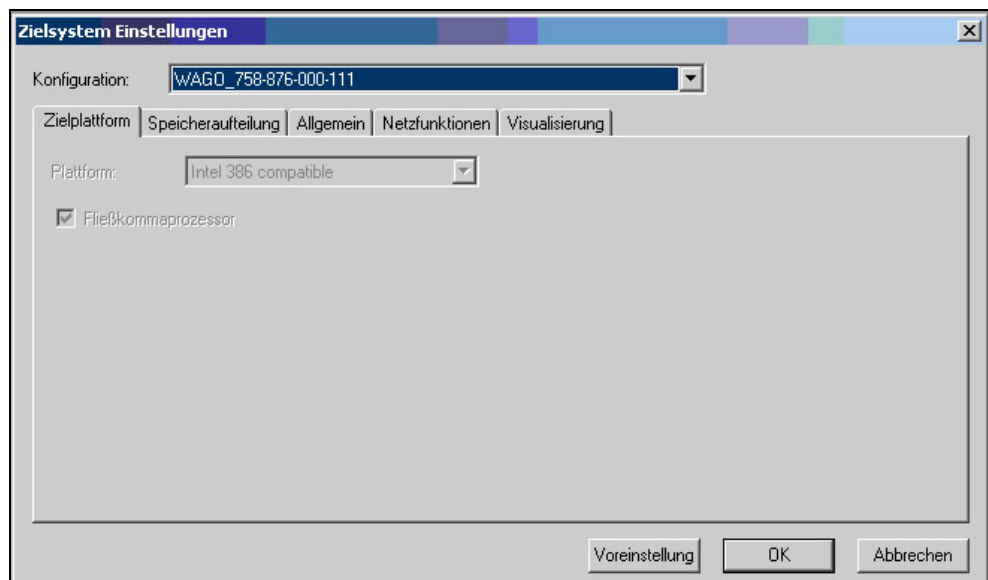 Zielsystem Einstellungen
Konfiguration: WAGO_758-876-000-111
Zielplattform Speicheraufteilung Allgemein Netzfunktionen Visualisierung
Plattform: Intel 386 compatible
Fließkommaprozessor
Voreinstellung OK Abbrechen